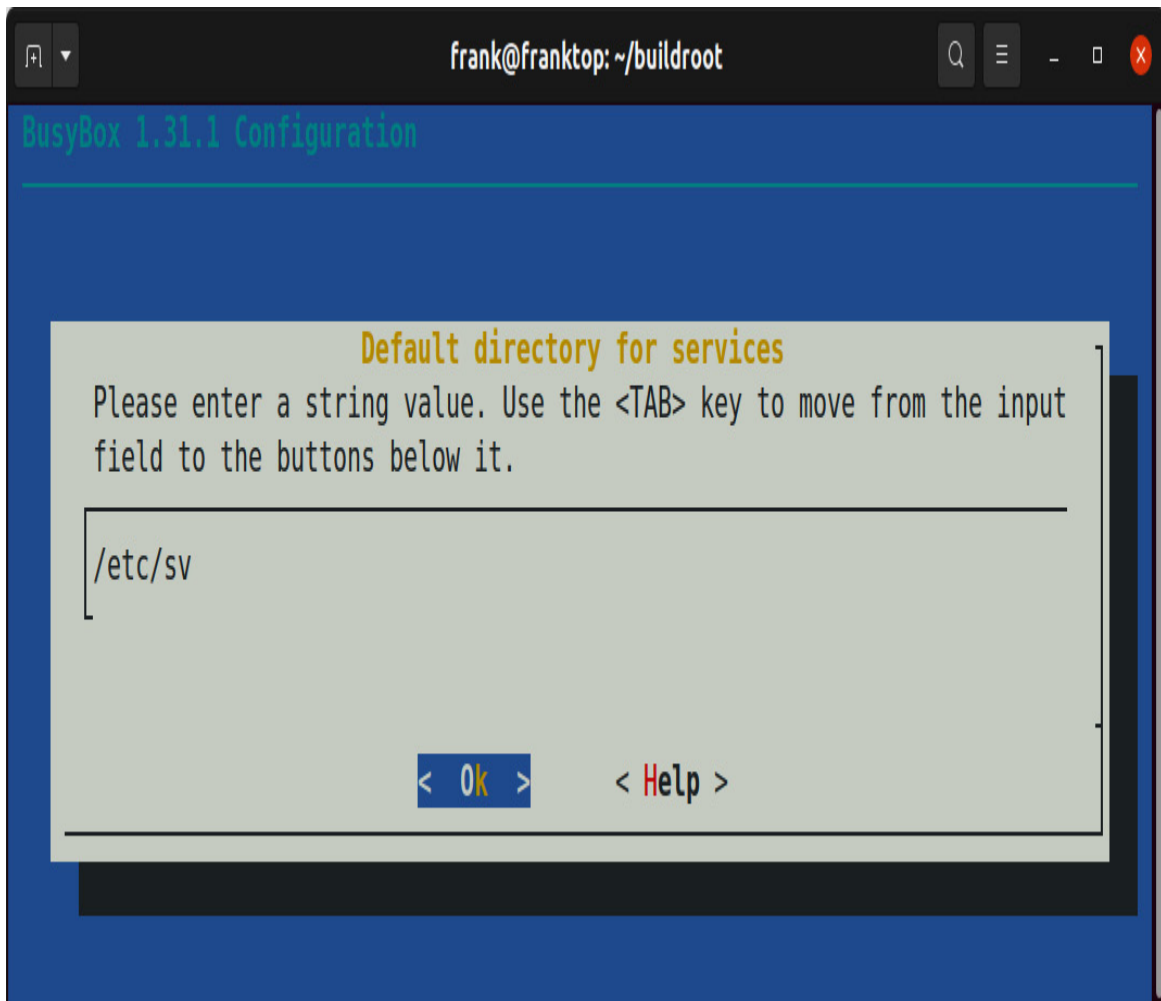 frank@franktop: ~/buildroot
BusyBox 1.31.1 Configuration
Default directory for services
Please enter a string value. Use the <TAB> key to move from the input
field to the buttons below it.
/etc/sv
< Ok > < Help >